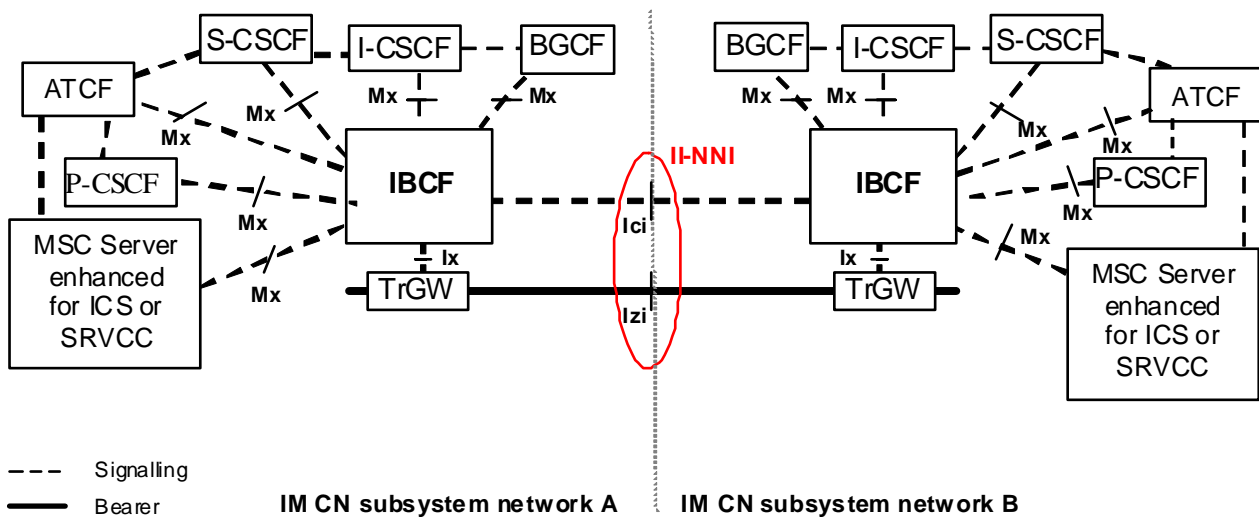 S-CSCF
I-CSCF
BGCF
ATCF
Mx
Mx
Mx
Mx
P-CSCF
IBCF
Mx
MSC Server
enhanced
for ICS or
SRVCC
Mx
Ix
TrGW
II-NNI
Ici
Izi
BGCF
I-CSCF
S-CSCF
ATCF
Mx
Mx
Mx
Mx
IBCF
P-CSCF
Mx
Mx
MSC Server
enhanced
for ICS or
SRVCC
Ix
TrGW
Signalling
Bearer
IM CN subsystem network A
IM CN subsystem network B